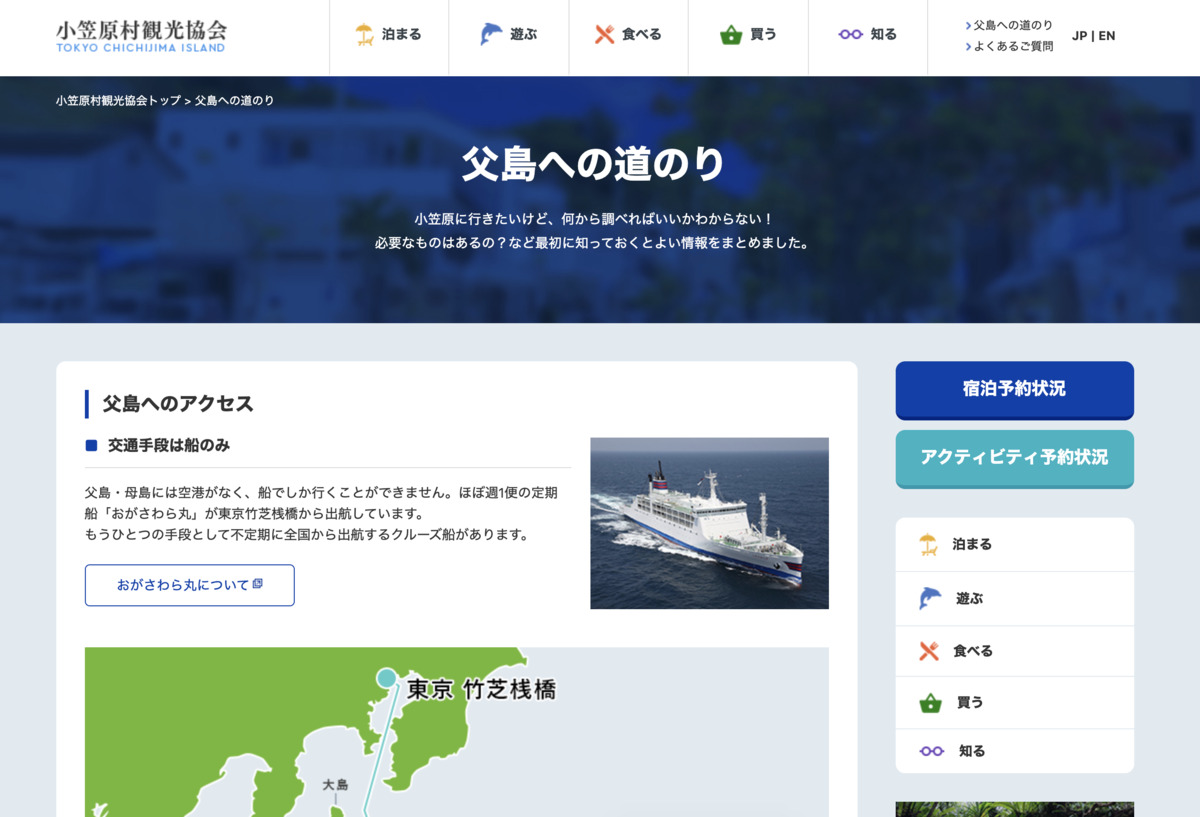 小笠原村観光協会
TOKYO CHICHIJIMA ISLAND
泊まる
遊ぶ
食べる
買う
知る
父島への道のり
よくあるご質問
JP | EN
小笠原村観光協会トップ > 父島への道のり
父島への道のり
小笠原に行きたいけど、何から調べればいいかわからない！
必要なものはあるの？など最初に知っておくとよい情報をまとめました。
父島へのアクセス
交通手段は船のみ
父島・母島には空港がなく、船でしか行くことができません。ほぼ週1便の定期
船「おがさわら丸」が東京竹芝桟橋から出航しています。
もうひとつの手段として不定期に全国から出航するクルーズ船があります。
おがさわら丸について
東京 竹芝桟橋
大島
宿泊予約状況
アクティビティ予約状況
泊まる
遊ぶ
食べる
買う
知る